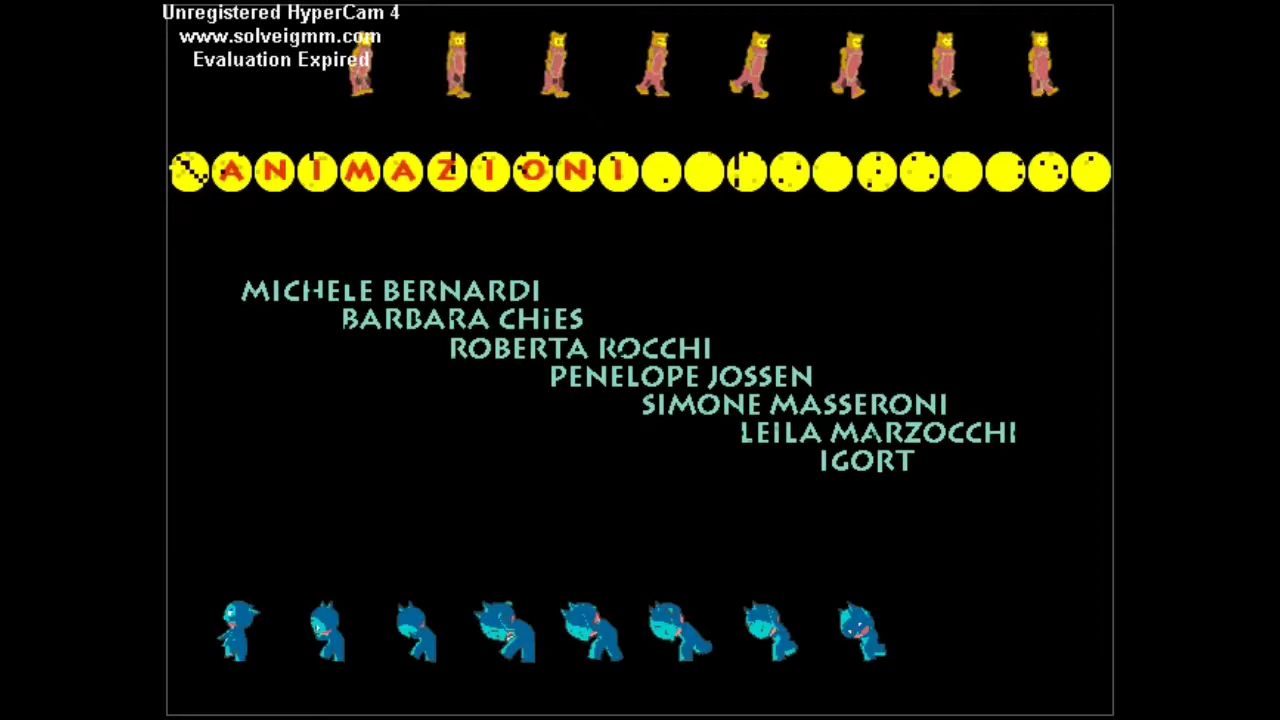 Unregistered HyperCam 4
www.solveigmm.com
Evaluation Expired
ANIMAZIONI
MICHELE BERNARDI
BARBARA CHiES
ROBERTA ROCCHI
PENELOPE JOSSEN
SIMONE MASSERONI
LEILA MARZOCCHI
IGORT